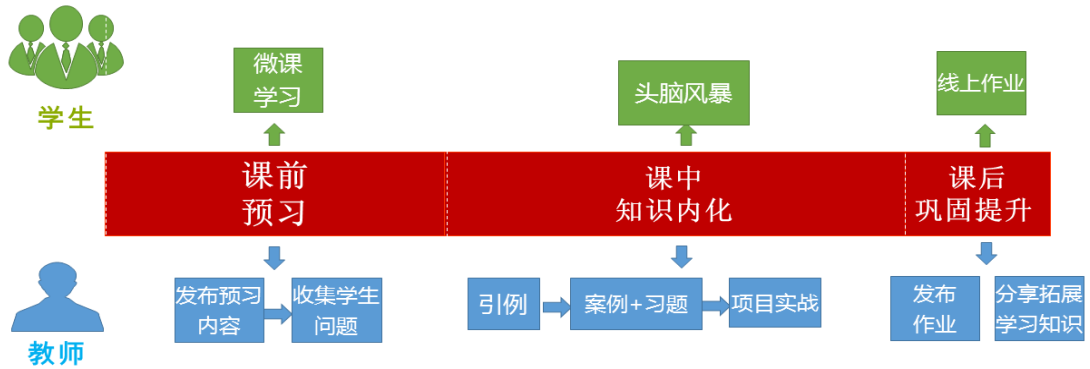 微课
学习
头脑风暴
线上作业
学生
课前
预习
课中
知识内化
课后
巩固提升
发布预习
内容
收集学生
问题
引例
案例+习题
项目实战
发布
作业
分享拓展
学习知识
教师